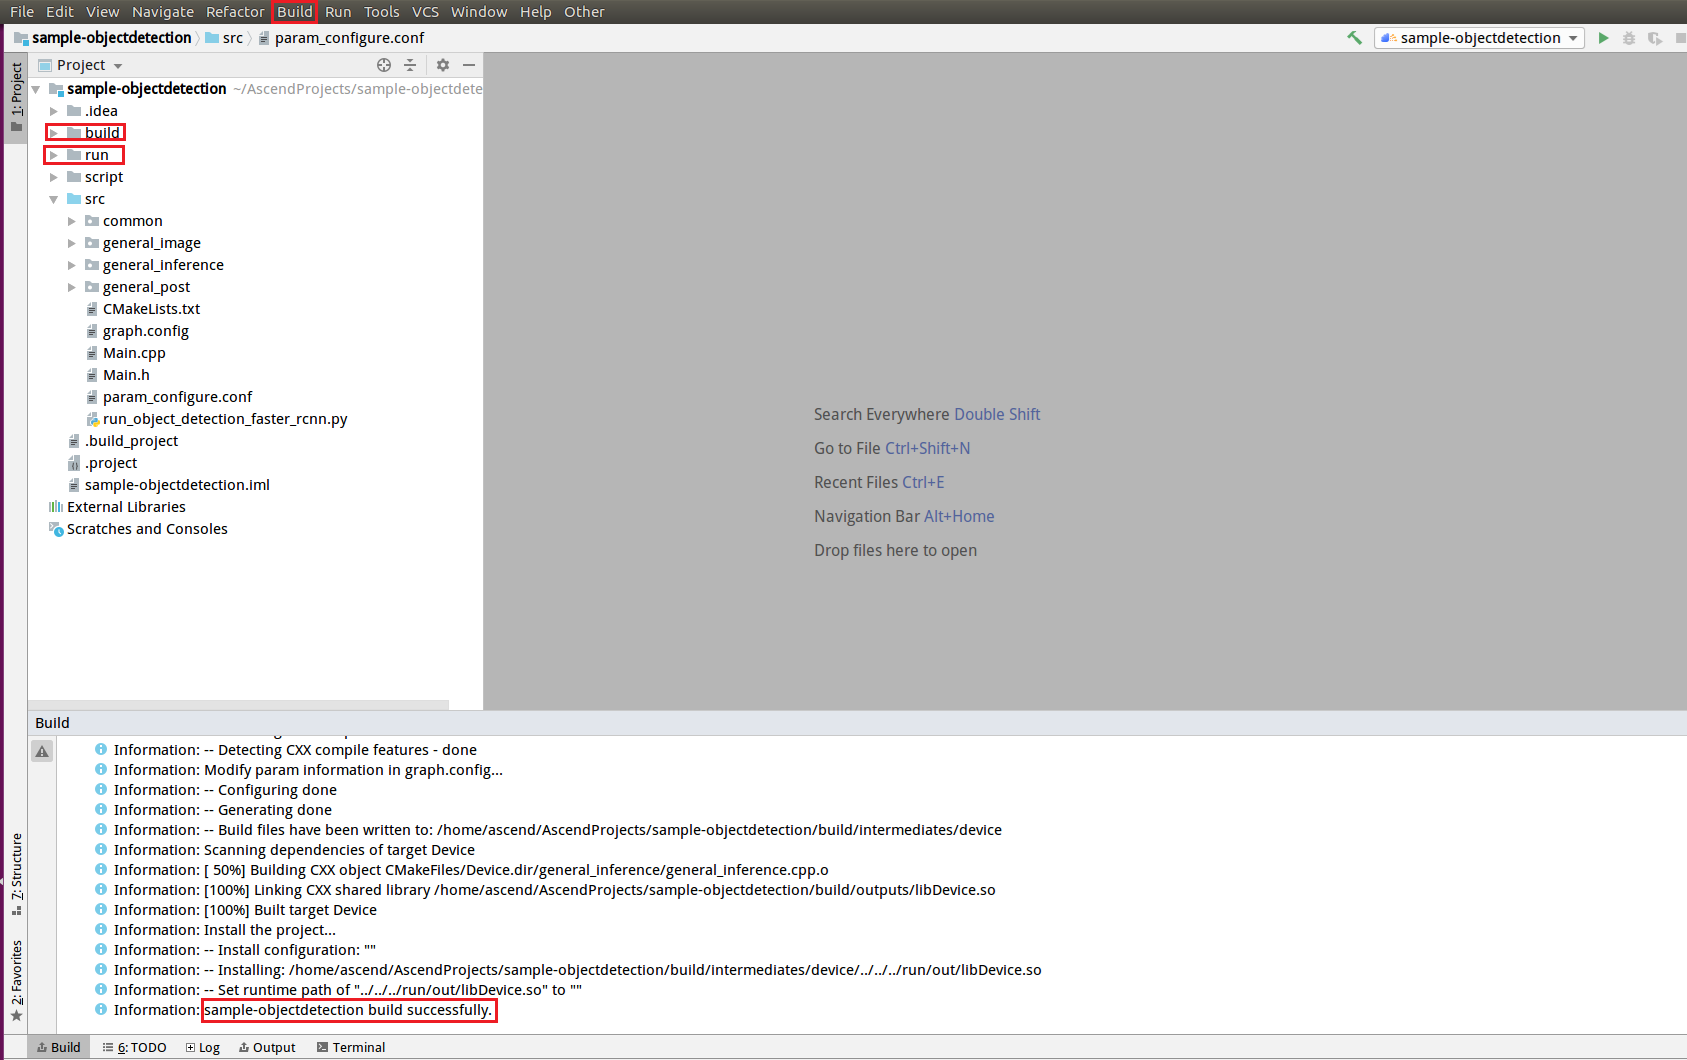 File Edit View Navigate Refactor Build Run Tools VCS Window Help Other
sample-objectdetection src param_configure.conf sample-objectdetection
1: Project
Project
sample-objectdetection ~/AscendProjects/sample-objectdete
.idea
build
run
script
src
common
general_image
general_inference
general_post
CMakeLists.txt
graph.config
Main.cpp
Main.h
param_configure.conf
run_object_detection_faster_rcnn.py
.build_project
.project
sample-objectdetection.iml
External Libraries
Scratches and Consoles
Search Everywhere Double Shift
Go to File Ctrl+Shift+N
Recent Files Ctrl+E
Navigation Bar Alt+Home
Drop files here to open
Build
Information: -- Detecting CXX compile features - done
Information: Modify param information in graph.config...
Information: -- Configuring done
Information: -- Generating done
Information: -- Build files have been written to: /home/ascend/AscendProjects/sample-objectdetection/build/intermediates/device
Information: Scanning dependencies of target Device
Information: [ 50%] Building CXX object CMakeFiles/Device.dir/general_inference/general_inference.cpp.o
Information: [100%] Linking CXX shared library /home/ascend/AscendProjects/sample-objectdetection/build/outputs/libDevice.so
Information: [100%] Built target Device
Information: Install the project...
Information: -- Install configuration: ""
Information: -- Installing: /home/ascend/AscendProjects/sample-objectdetection/build/intermediates/device/../../../run/out/libDevice.so
Information: -- Set runtime path of "../../../run/out/libDevice.so" to ""
Information: sample-objectdetection build successfully.
7: Structure
2: Favorites
Build 6: TODO Log Output Terminal